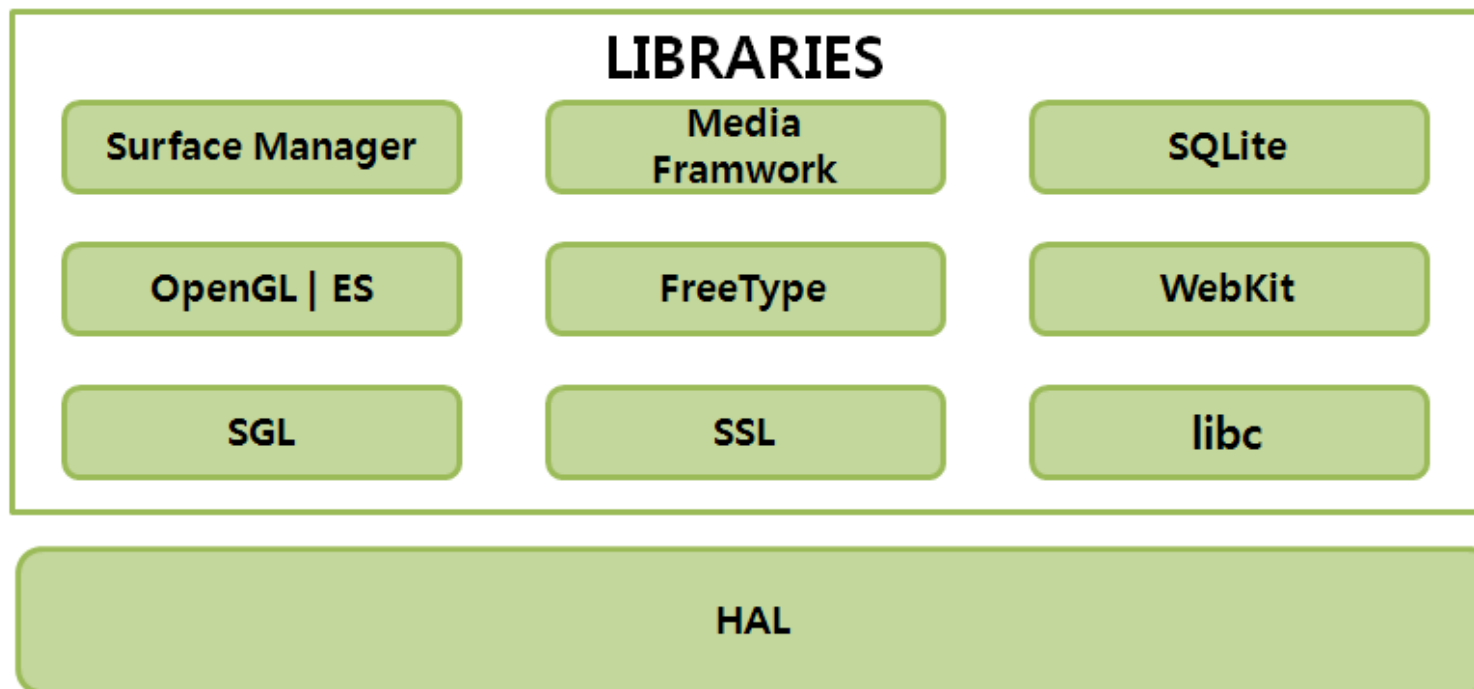 LIBRARIES
Surface Manager
Media
Framwork
SQLite
OpenGL | ES
FreeType
WebKit
SGL
SSL
libc
HAL